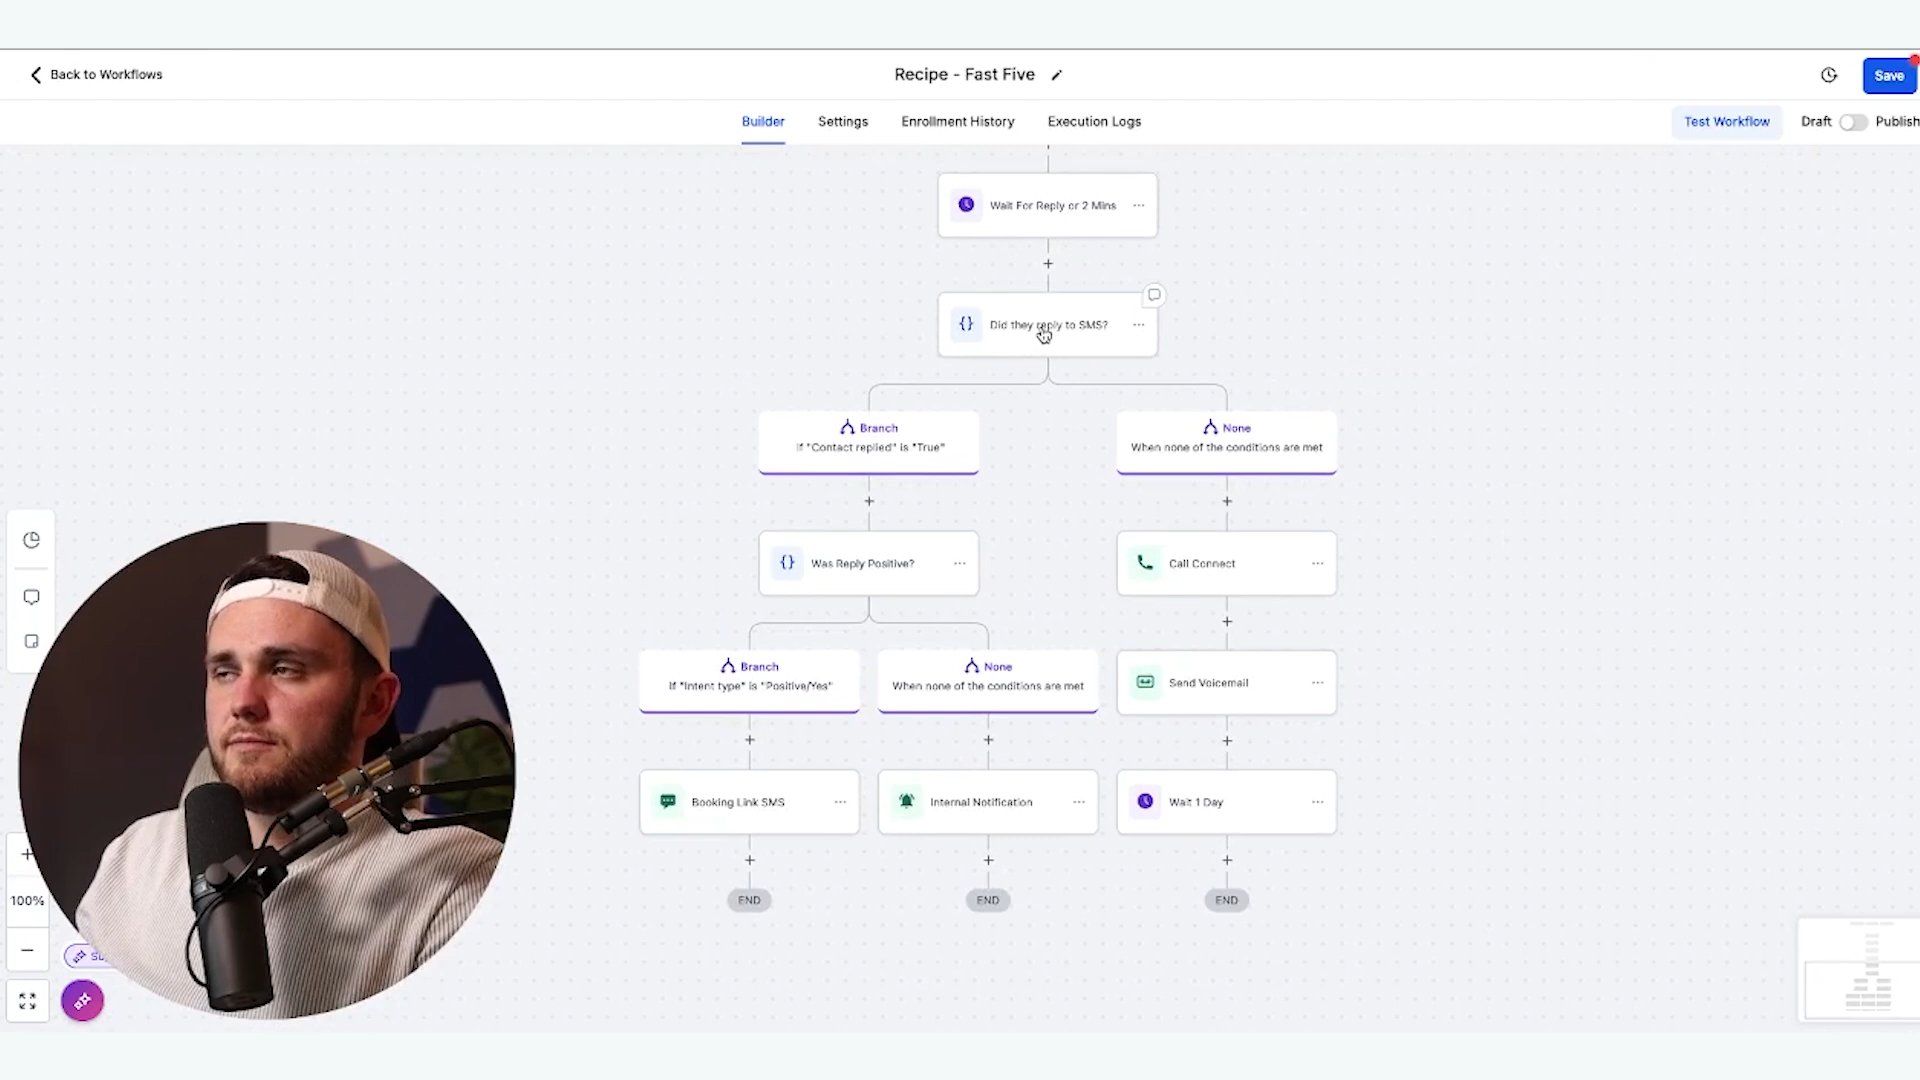 Back to Workflows
Recipe - Fast Five
Save
Builder
Settings
Enrollment History
Execution Logs
Test Workflow
Draft
Publish
Wait For Reply or 2 Mins
Did they reply to SMS?
Branch
If "Contact replied" is "True"
None
When none of the conditions are met
Was Reply Positive?
Call Connect
Branch
If "Intent type" is "Positive/Yes"
None
When none of the conditions are met
Send Voicemail
Booking Link SMS
Internal Notification
Wait 1 Day
END
END
END
100%